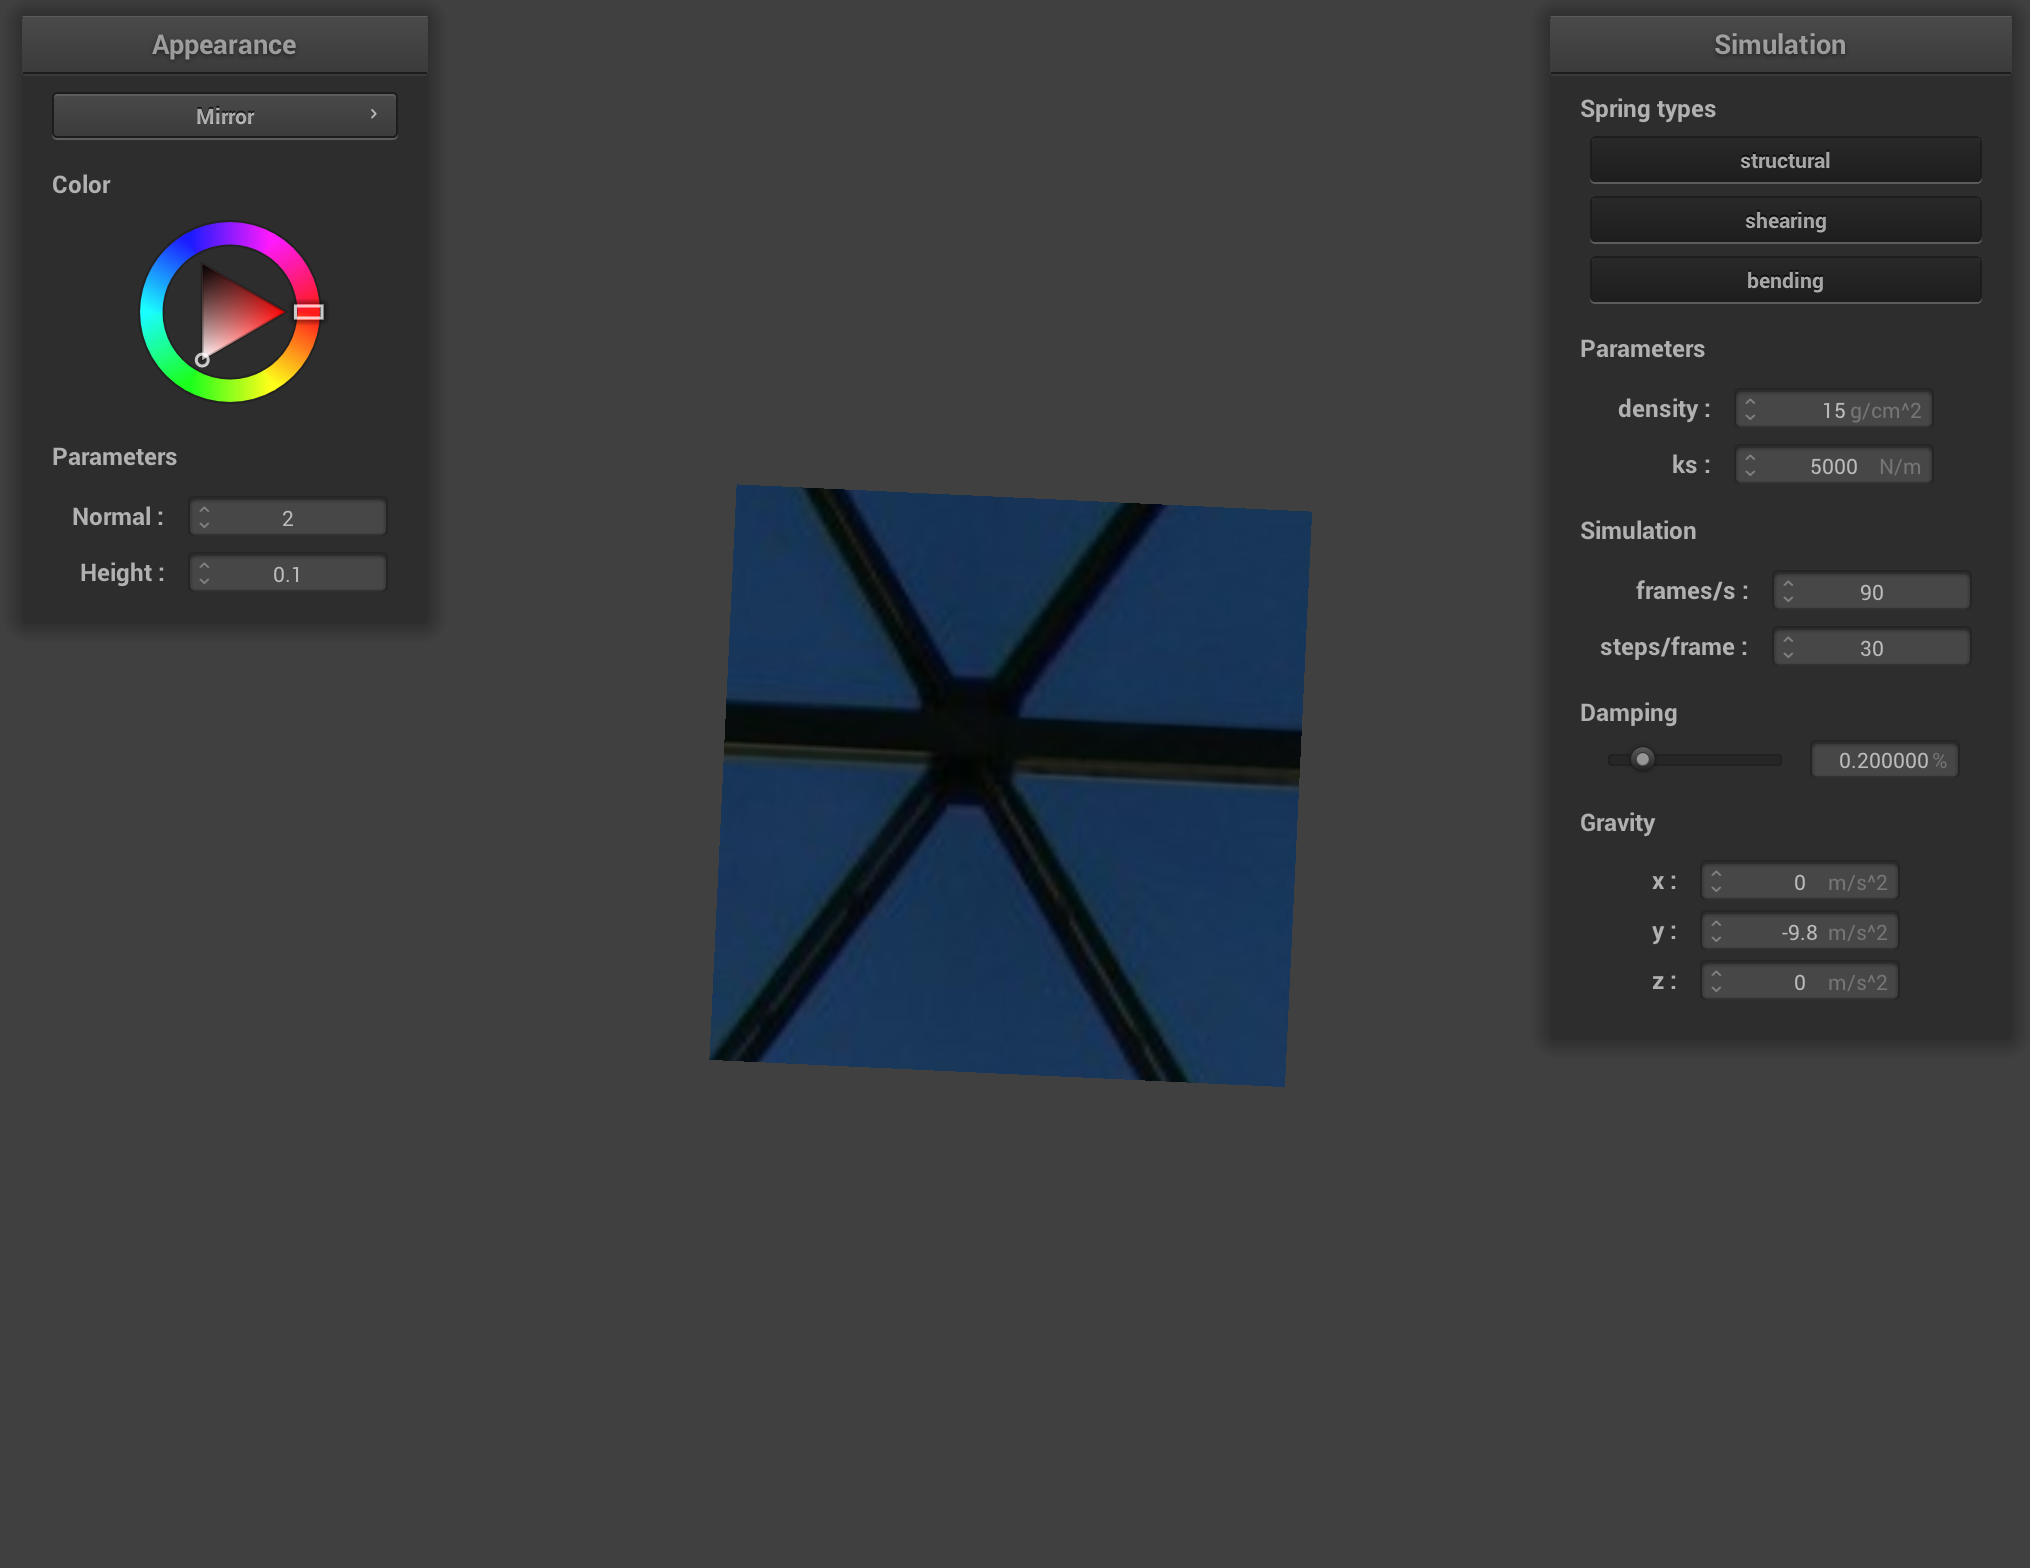 Appearance
Mirror
Color
Parameters
Normal : 2
Height : 0.1
Simulation
Spring types
structural
shearing
bending
Parameters
density : 15 g/cm^2
ks : 5000 N/m
Simulation
frames/s : 90
steps/frame : 30
Damping
0.200000 %
Gravity
x : 0 m/s^2
y : -9.8 m/s^2
z : 0 m/s^2